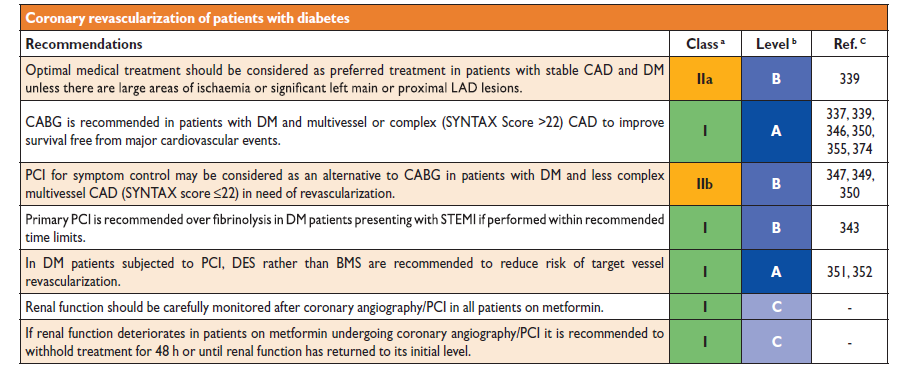 Coronary revascularization of patients with diabetes
Recommendations Class a Level b Ref. C
Optimal medical treatment should be considered as preferred treatment in patients with stable CAD and DM
unless there are large areas of ischaemia or significant left main or proximal LAD lesions.
IIa B 339
CABG is recommended in patients with DM and multivessel or complex (SYNTAX Score >22) CAD to improve
survival free from major cardiovascular events.
I A
337, 339,
346, 350,
355, 374
PCI for symptom control may be considered as an alternative to CABG in patients with DM and less complex
multivessel CAD (SYNTAX score ≤22) in need of revascularization.
IIb B
347, 349,
350
Primary PCI is recommended over fibrinolysis in DM patients presenting with STEMI if performed within recommended
time limits.
I B 343
In DM patients subjected to PCI, DES rather than BMS are recommended to reduce risk of target vessel
revascularization.
I A 351, 352
Renal function should be carefully monitored after coronary angiography/PCI in all patients on metformin. I C -
If renal function deteriorates in patients on metformin undergoing coronary angiography/PCI it is recommended to
withhold treatment for 48 h or until renal function has returned to its initial level.
I C -